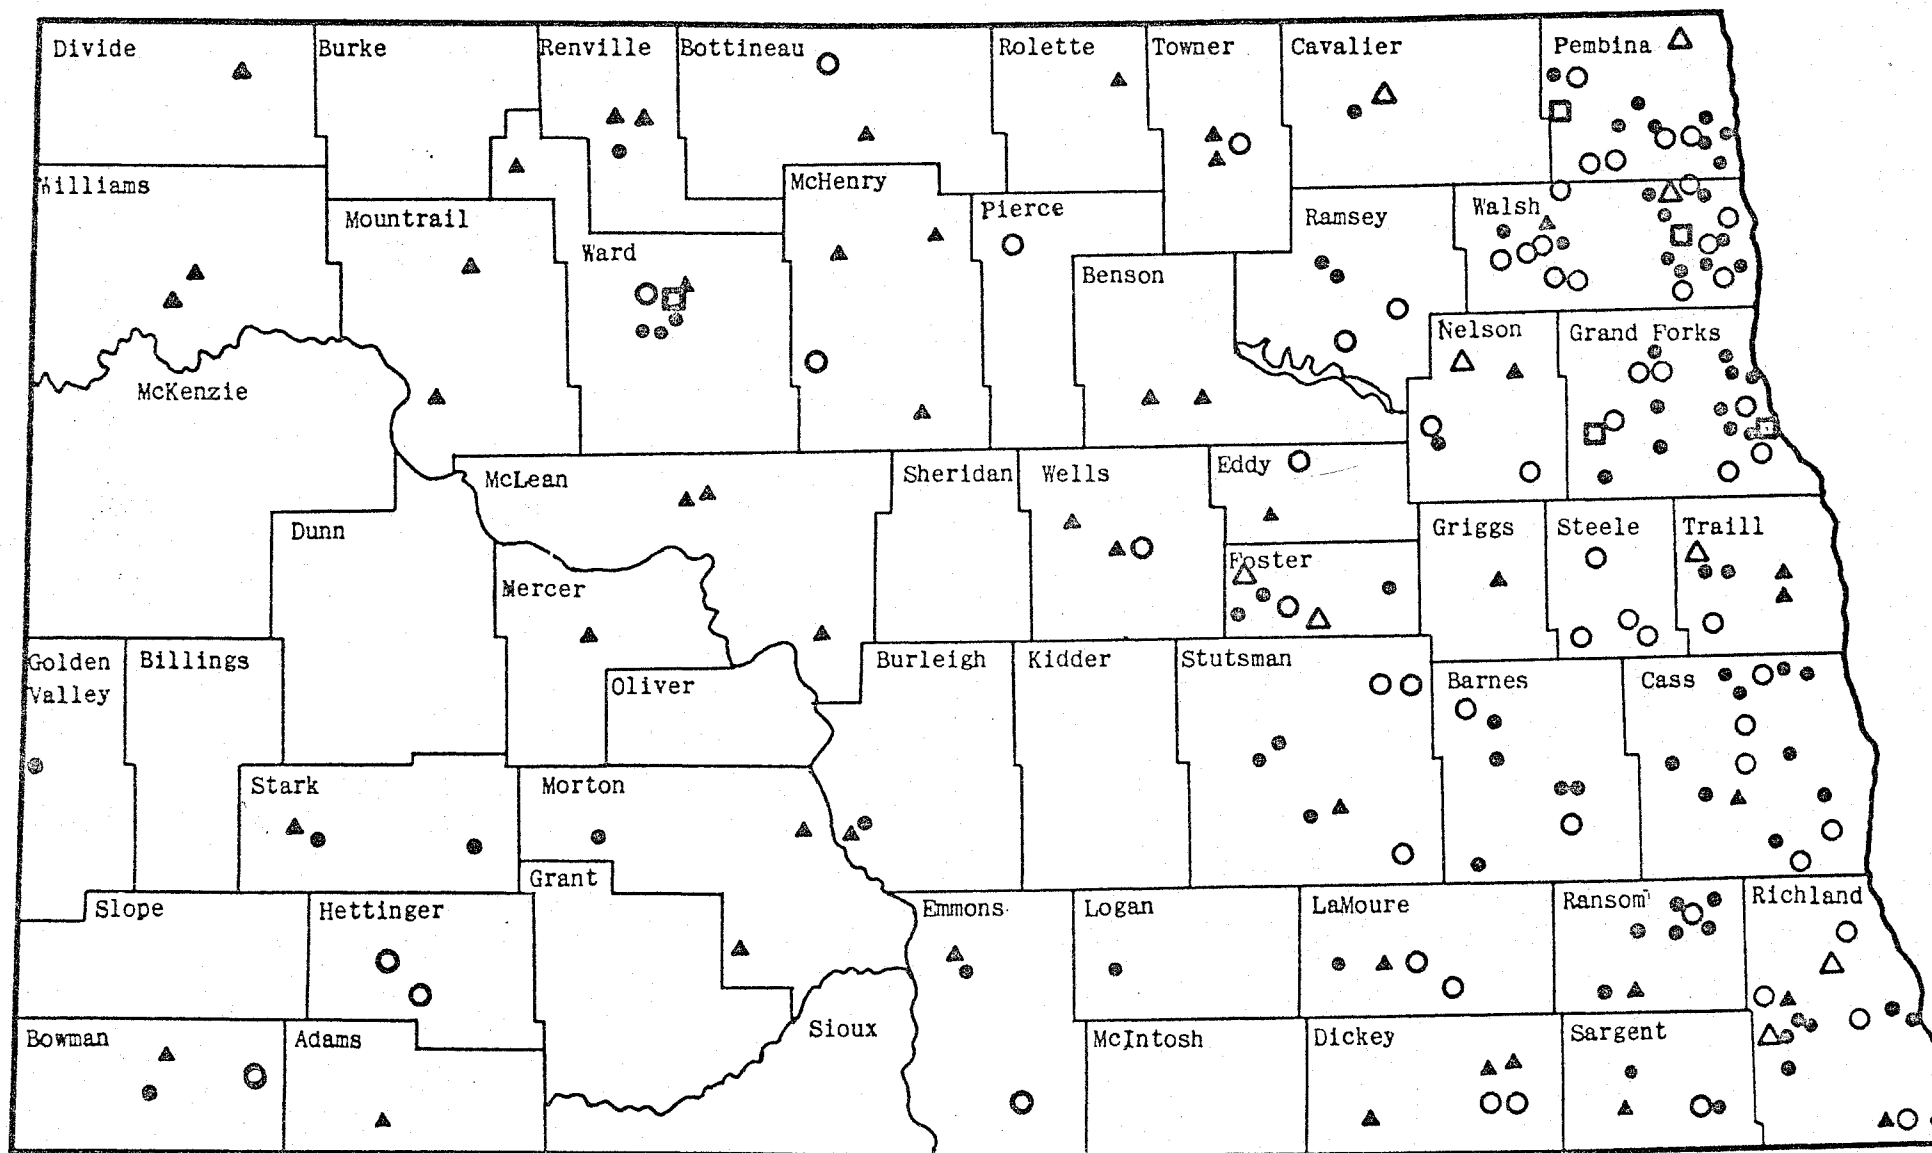 Divide
Burke
Renville
Bottineau
Rolette
Towner
Cavalier
Pembina
Williams
Mountrail
Ward
McHenry
Pierce
Benson
Ramsey
Walsh
McKenzie
Nelson
Grand Forks
McLean
Sheridan
Wells
Eddy
Dunn
Griggs
Steele
Traill
Foster
Mercer
Golden
Valley
Billings
Oliver
Burleigh
Kidder
Stutsman
Barnes
Cass
Stark
Morton
Grant
Slope
Hettinger
Emmons
Logan
LaMoure
Ransom
Richland
Bowman
Adams
Sioux
McIntosh
Dickey
Sargent